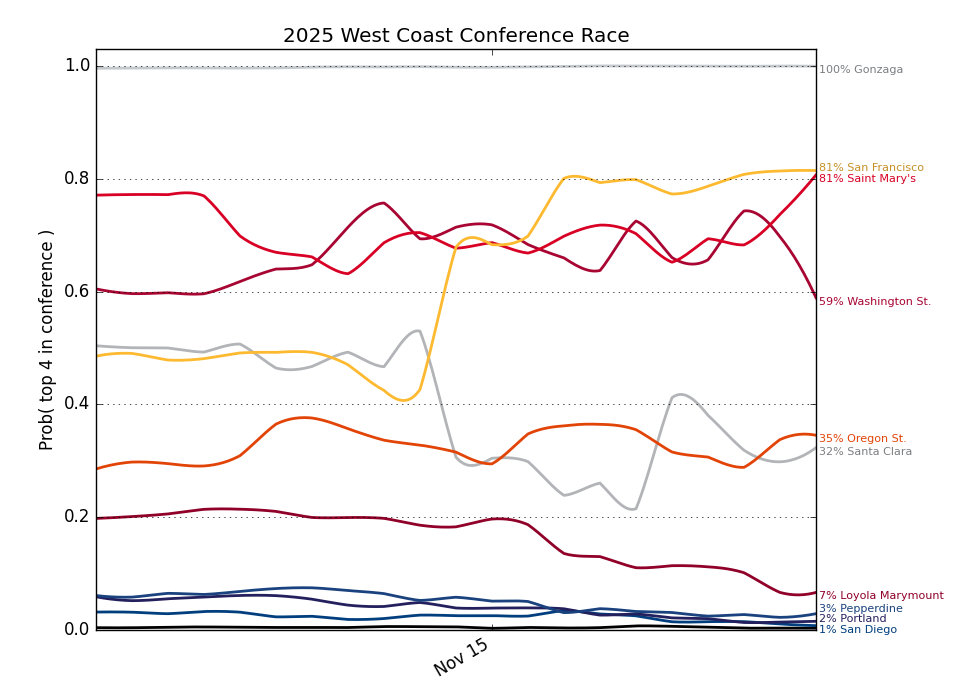 2025 West Coast Conference Race
1.0
0.8
0.6
0.4
0.2
0.0
Prob( top 4 in conference )
Nov 15
100% Gonzaga
81% San Francisco
81% Saint Mary's
59% Washington St.
35% Oregon St.
32% Santa Clara
7% Loyola Marymount
3% Pepperdine
2% Portland
1% San Diego